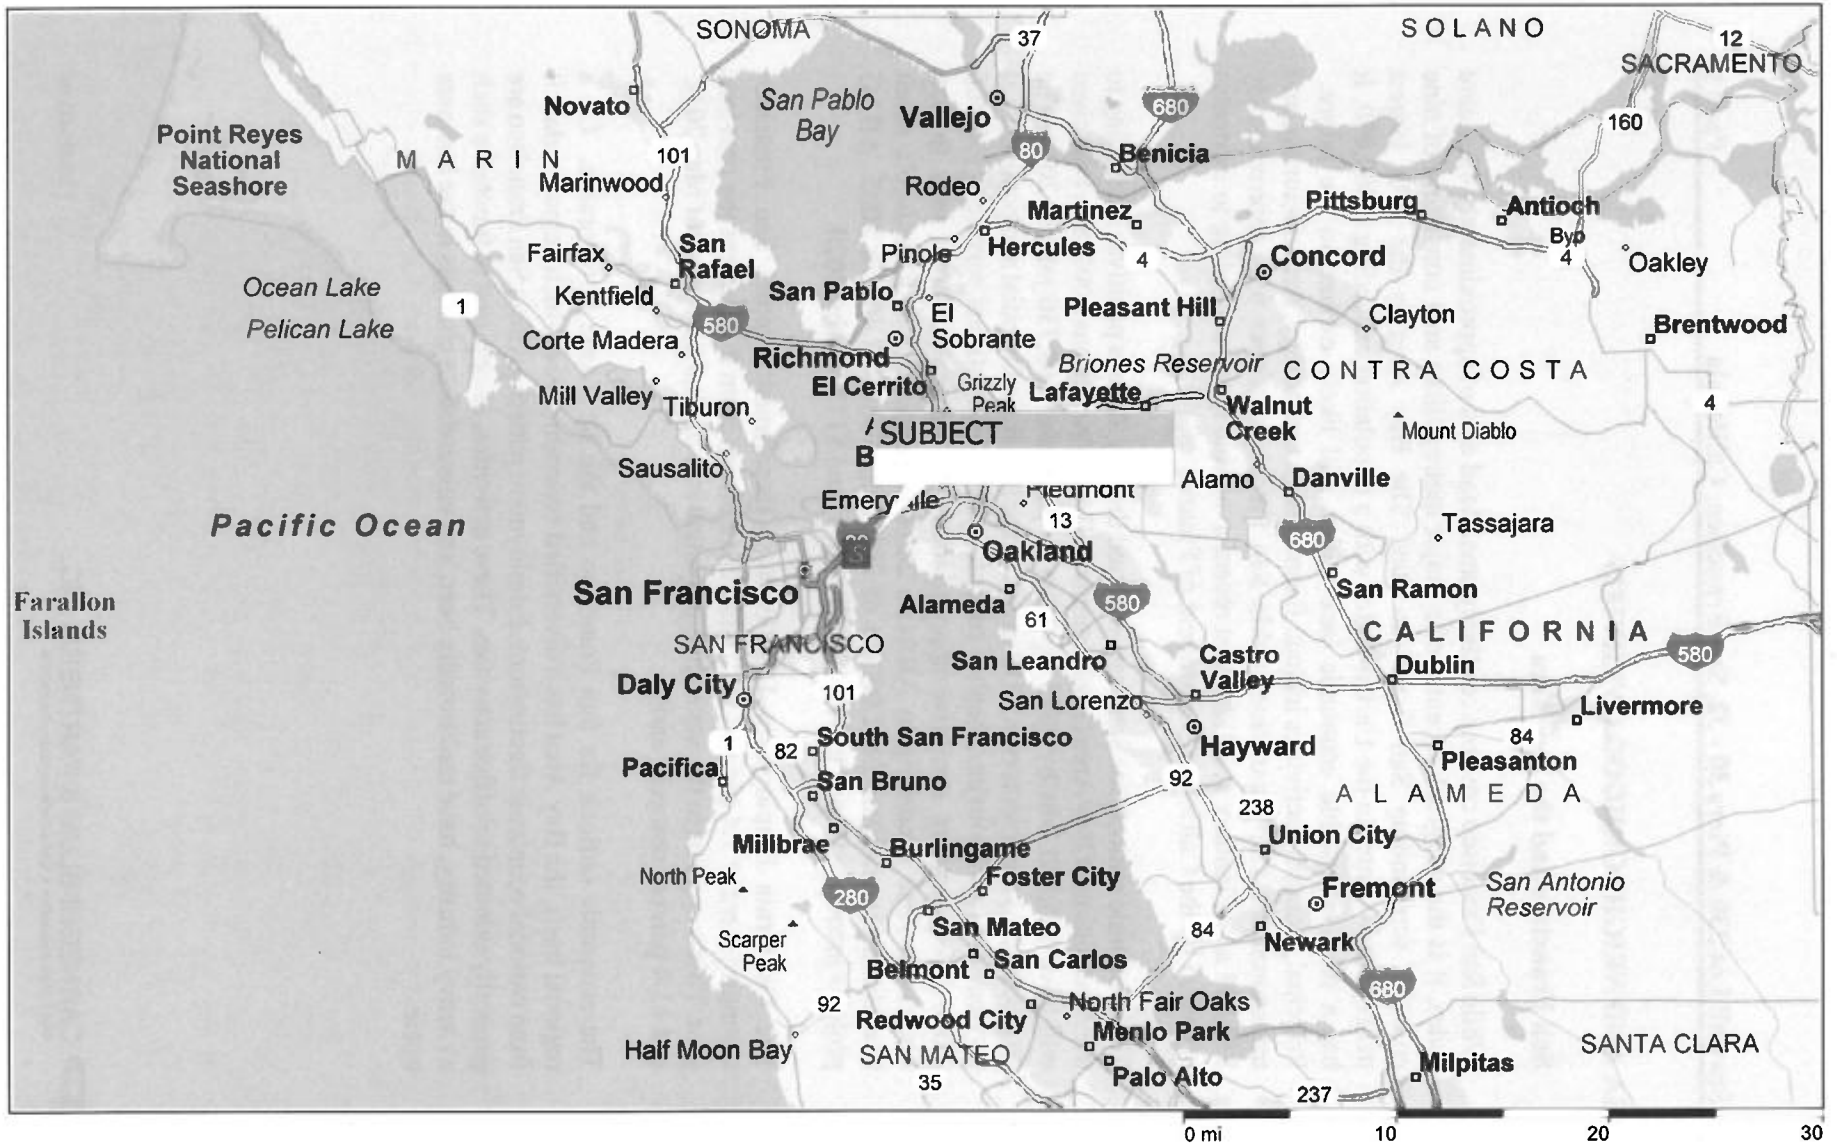 SONOMA
37
SOLANO
12
SACRAMENTO
Novato
San Pablo
Bay
Vallejo
680
160
Point Reyes
National
Seashore
MARIN
101
80
Benicia
Marinwood
Rodeo
Martinez
Pittsburg
Antioch
Byp
4
Oakley
Fairfax
San
Rafael
Pinole
Hercules
4
Concord
Ocean Lake
Pelican Lake
1
Kentfield
580
San Pablo
El
Sobrante
Pleasant Hill
Clayton
Brentwood
Corte Madera
Richmond
Briones Reservoir
CONTRA COSTA
El Cerrito
Grizzly
Peak
Lafayette
Mill Valley
Tiburon
Walnut
Creek
4
Mount Diablo
SUBJECT
B
Sausalito
Alamo
Danville
Emeryville
Piedmont
13
Pacific Ocean
Tassajara
680
Oakland
San Francisco
Alameda
580
San Ramon
Farallon
Islands
61
CALIFORNIA
SAN FRANCISCO
San Leandro
Castro
Valley
Dublin
580
Daly City
101
San Lorenzo
Livermore
1
82
South San Francisco
Hayward
84
Pacifica
San Bruno
92
Pleasanton
238
ALAMEDA
Millbrae
Burlingame
Union City
North Peak
280
Foster City
Fremont
San Antonio
Reservoir
Scarper
Peak
San Mateo
84
Newark
Belmont
San Carlos
680
92
Redwood City
North Fair Oaks
Half Moon Bay
SAN MATEO
Menlo Park
SANTA CLARA
35
Palo Alto
Milpitas
237
0 mi
10
20
30